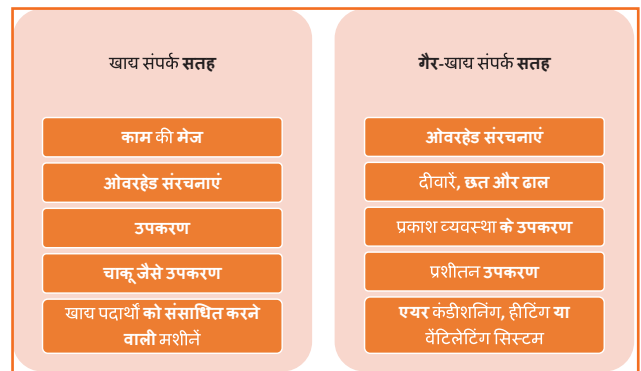 खाद्य संपर्क सतह
काम की मेज
ओवरहेड संरचनाएं
उपकरण
चाकू जैसे उपकरण
खाद्य पदार्थों को संसाधित करने
वाली मशीनें
गैर-खाद्य संपर्क सतह
ओवरहेड संरचनाएं
दीवारें, छत और ढाल
प्रकाश व्यवस्था के उपकरण
प्रशीतन उपकरण
एयर कंडीशनिंग, हीटिंग या
वेंटिलेटिंग सिस्टम